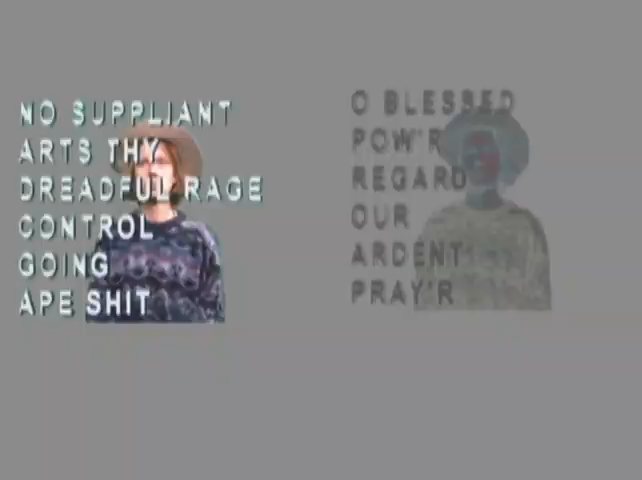 NO SUPPLIANT
ARTS THY
DREADFUL RAGE
CONTROL
GOING
APE SHIT
O BLESSED
POW'R
REGARD
OUR
ARDENT
PRAY'R